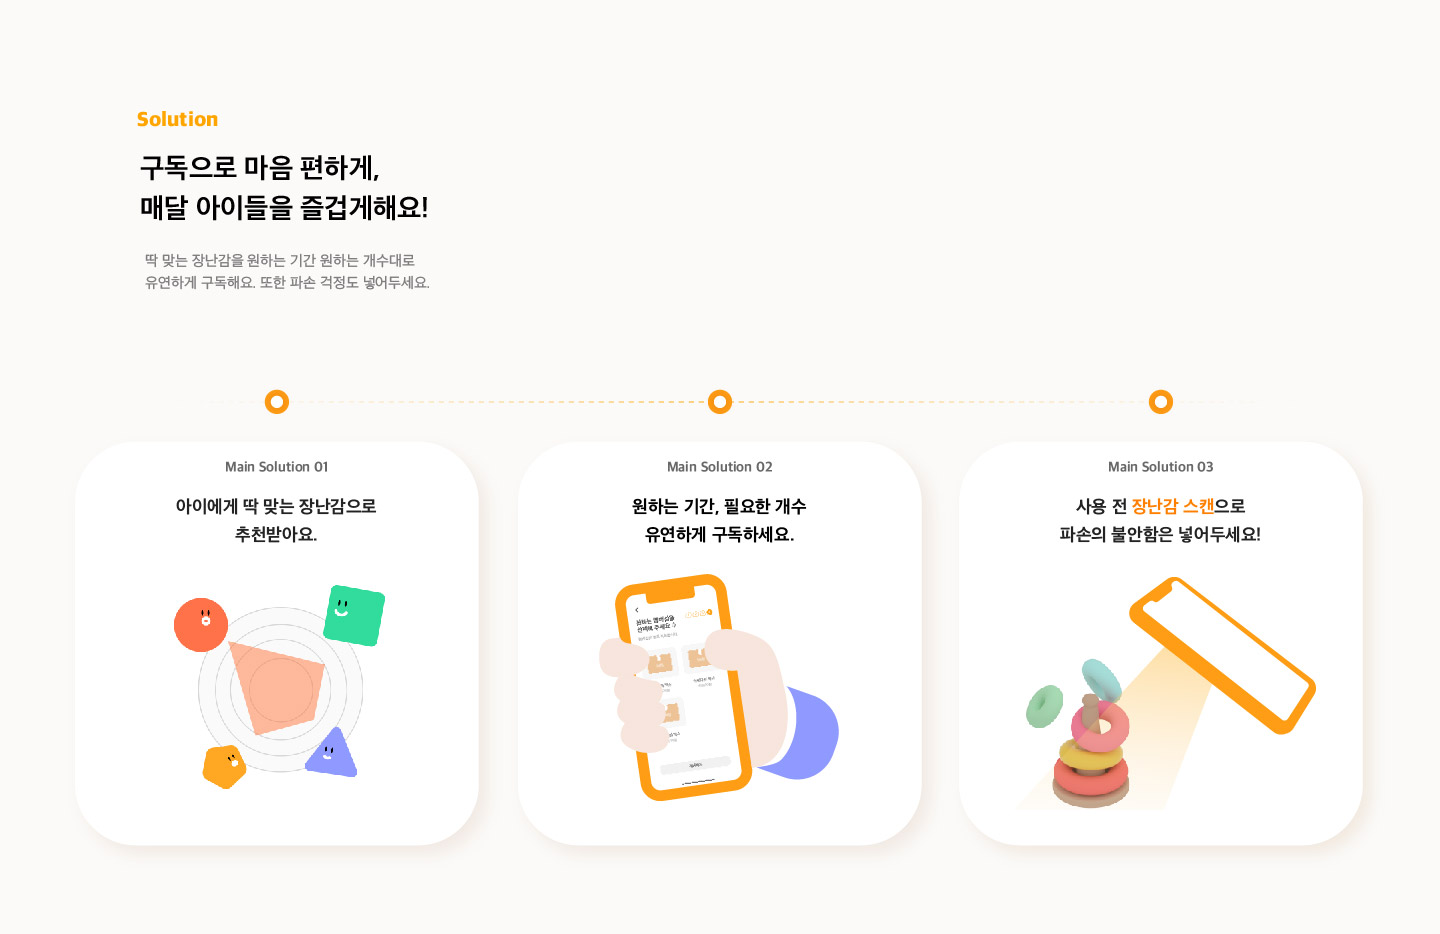 Solution
구독으로 마음 편하게,
매달 아이들을 즐겁게해요!
딱 맞는 장난감을 원하는 기간 원하는 개수대로
유연하게 구독해요. 또한 파손 걱정도 넣어두세요.
Main Solution 01
아이에게 딱 맞는 장난감으로
추천받아요.
Main Solution 02
원하는 기간, 필요한 개수
유연하게 구독하세요.
Main Solution 03
사용 전 장난감 스캔으로
파손의 불안함은 넣어두세요!